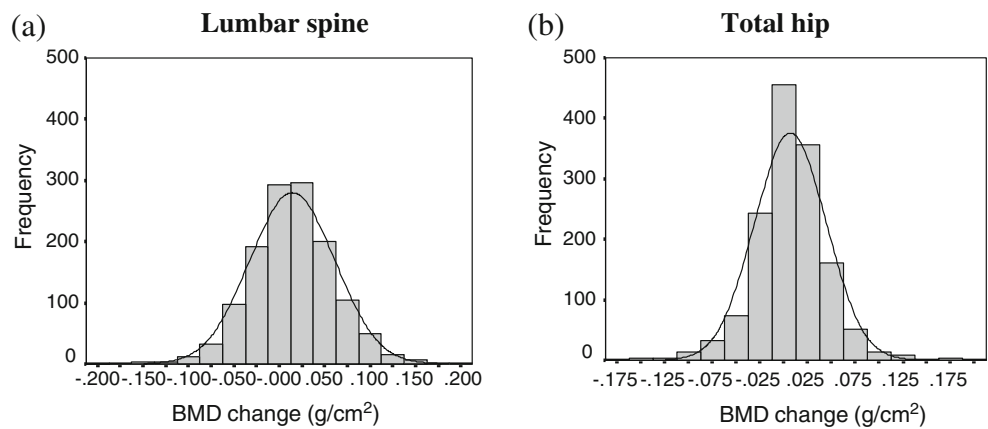 (a) Lumbar spine
500
400
300
200
100
0
Frequency
-.200 -.150 -.100 -.050 -.000 .050 .100 .150 .200
BMD change (g/cm²)
(b) Total hip
500
400
300
200
100
0
Frequency
-.175 -.125 -.075 -.025 .025 .075 .125 .175
BMD change (g/cm²)